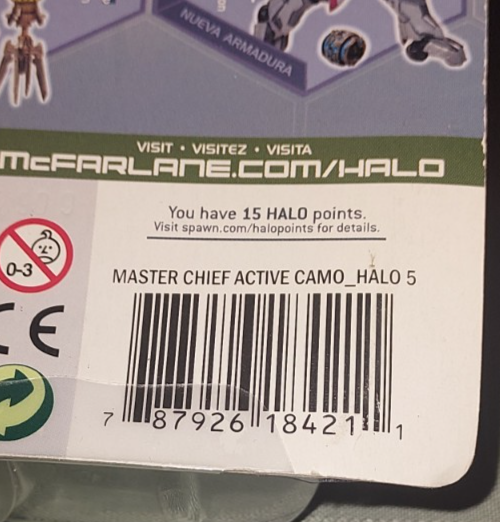 NUEVA ARMADURA
VISIT • VISITEZ • VISITA
McFARLANE.COM/HALO
You have 15 HALO points.
Visit spawn.com/halopoints for details.
0-3
MASTER CHIEF ACTIVE CAMO_HALO 5
CE
7 87926 18421 1